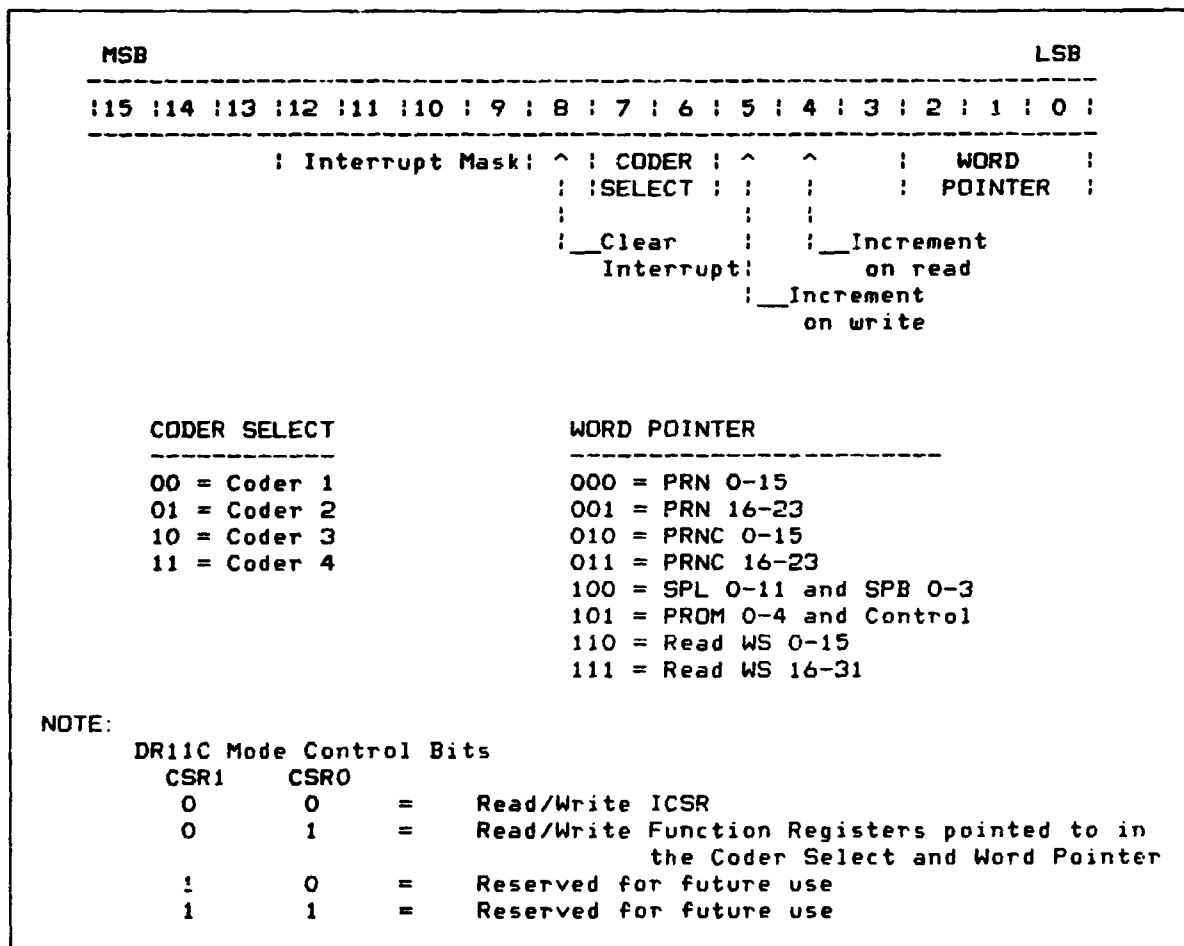 MSB LSB
:15 :14 :13 :12 :11 :10 : 9 : 8 : 7 : 6 : 5 : 4 : 3 : 2 : 1 : 0 :
: Interrupt Mask: ^ : CODER : ^ ^ : WORD :
: :SELECT : : : : POINTER :
: : :
:__Clear : :__Increment
Interrupt: on read
:__Increment
on write
CODER SELECT WORD POINTER
00 = Coder 1 000 = PRN 0-15
01 = Coder 2 001 = PRN 16-23
10 = Coder 3 010 = PRNC 0-15
11 = Coder 4 011 = PRNC 16-23
100 = SPL 0-11 and SPB 0-3
101 = PROM 0-4 and Control
110 = Read WS 0-15
111 = Read WS 16-31
NOTE:
DR11C Mode Control Bits
CSR1 CSR0
0 0 = Read/Write ICSR
0 1 = Read/Write Function Registers pointed to in
the Coder Select and Word Pointer
1 0 = Reserved for future use
1 1 = Reserved for future use